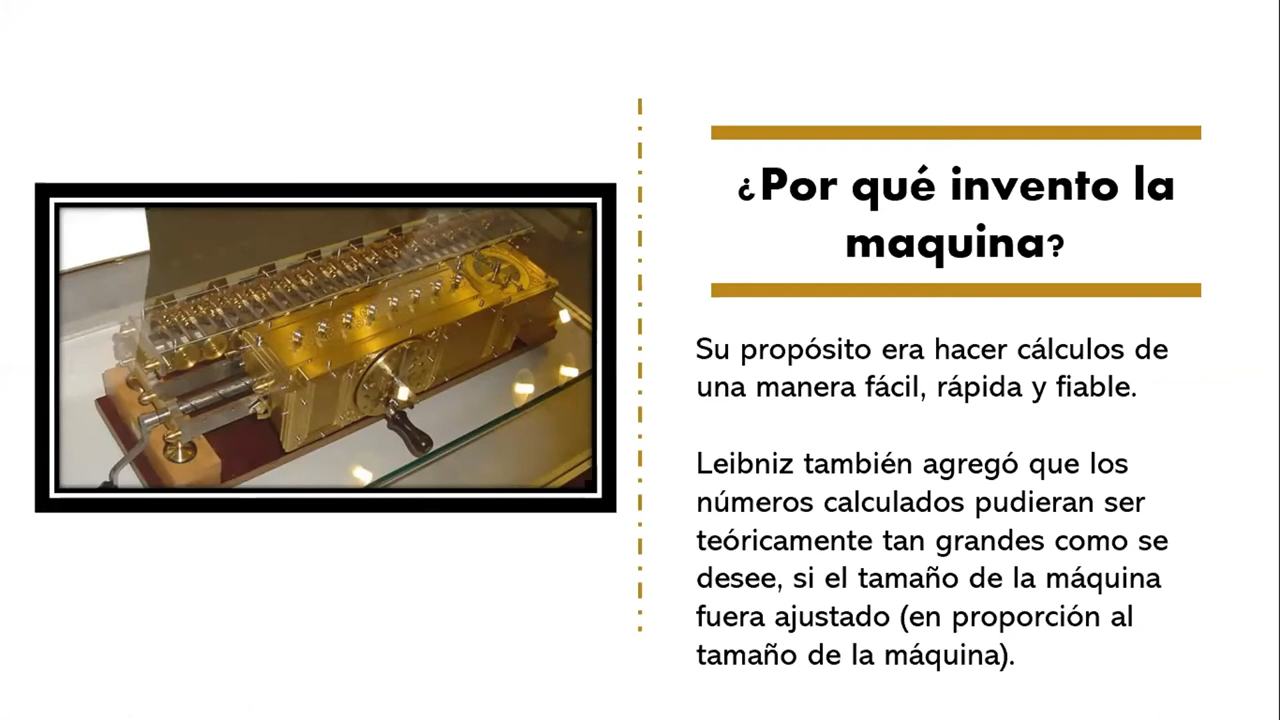 ¿Por qué invento la
maquina?
Su propósito era hacer cálculos de
una manera fácil, rápida y fiable.
Leibniz también agregó que los
números calculados pudieran ser
teóricamente tan grandes como se
desee, si el tamaño de la máquina
fuera ajustado (en proporción al
tamaño de la máquina).